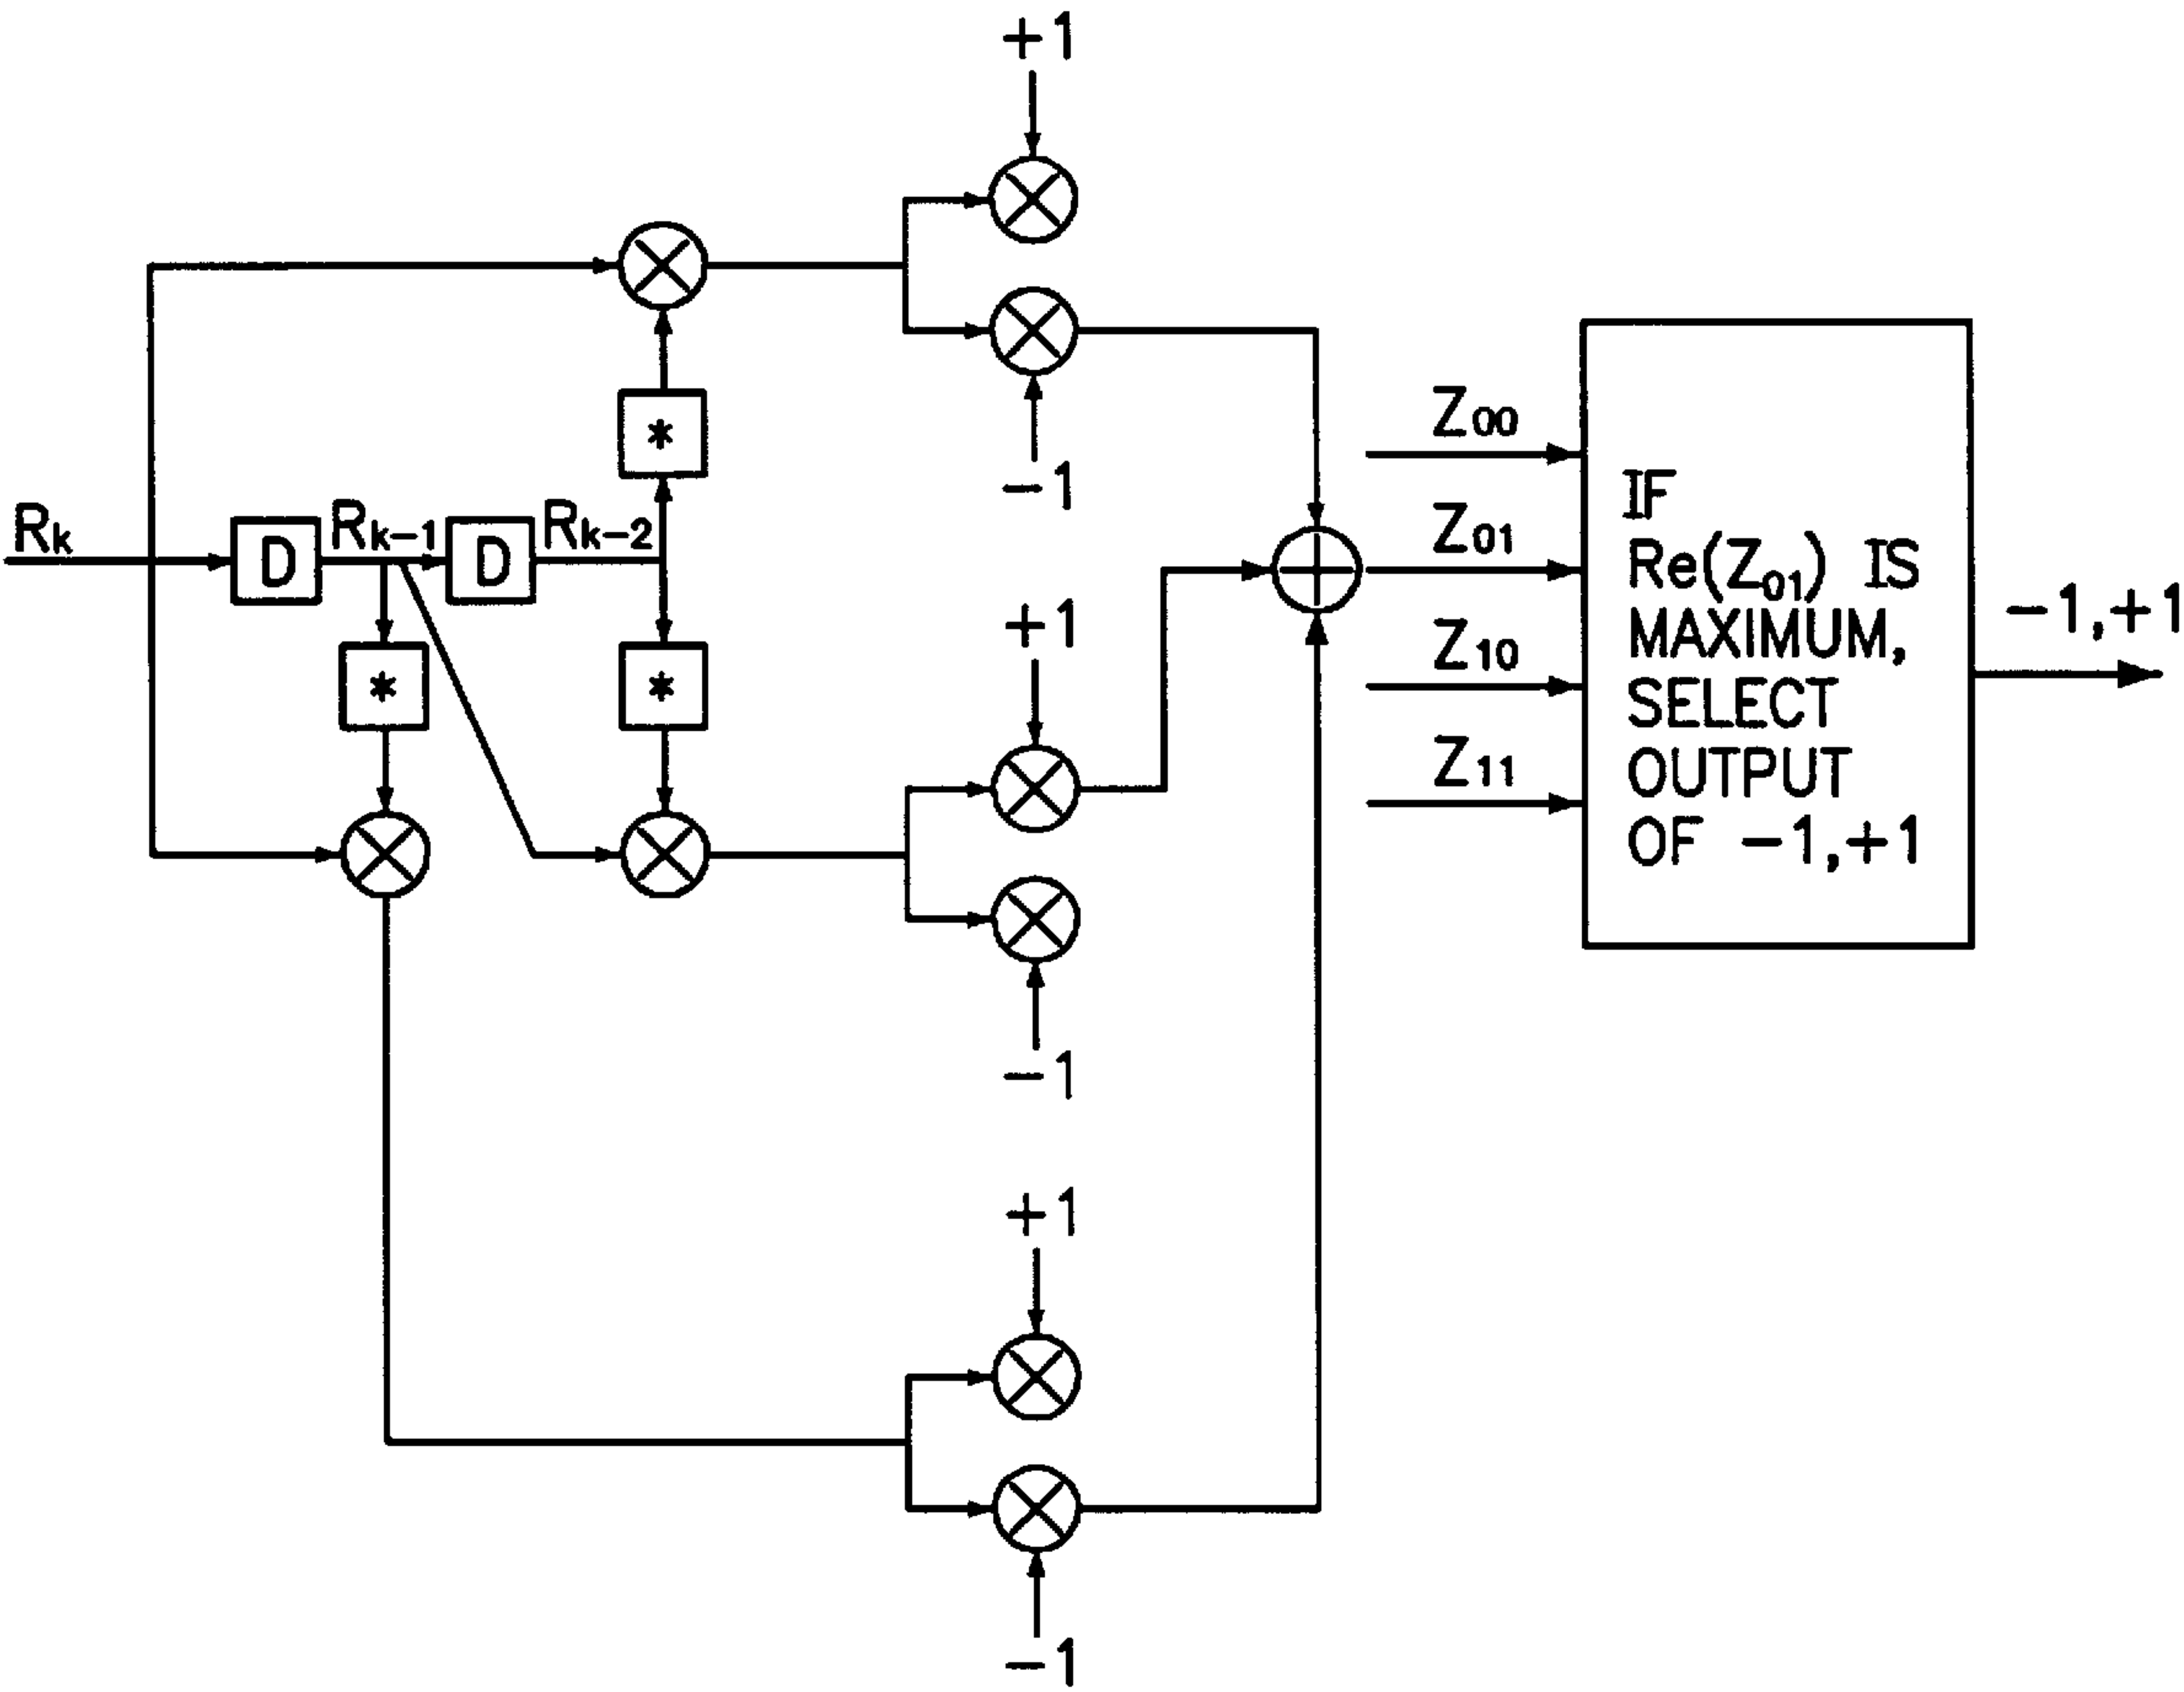 +1
-1
Rk
D
Rk-1
D
Rk-2
*
*
*
+1
-1
+1
-1
Z00
Z01
Z10
Z11
IF
Re(Z01) IS
MAXIMUM,
SELECT
OUTPUT
OF -1,+1
-1,+1